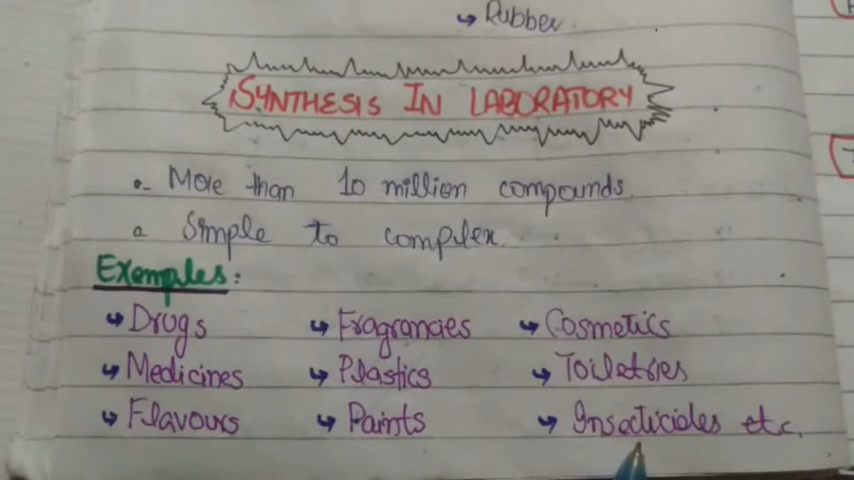 ↳ Rubber
SYNTHESIS IN LABORATORY
• More than 10 million compounds.
Simple to complex.
Examples:
↳ Drugs ↳ Fragrancies ↳ Cosmetics
↳ Medicines ↳ Plastics ↳ Toiletries
↳ Flavours ↳ Paints ↳ Insecticides etc.